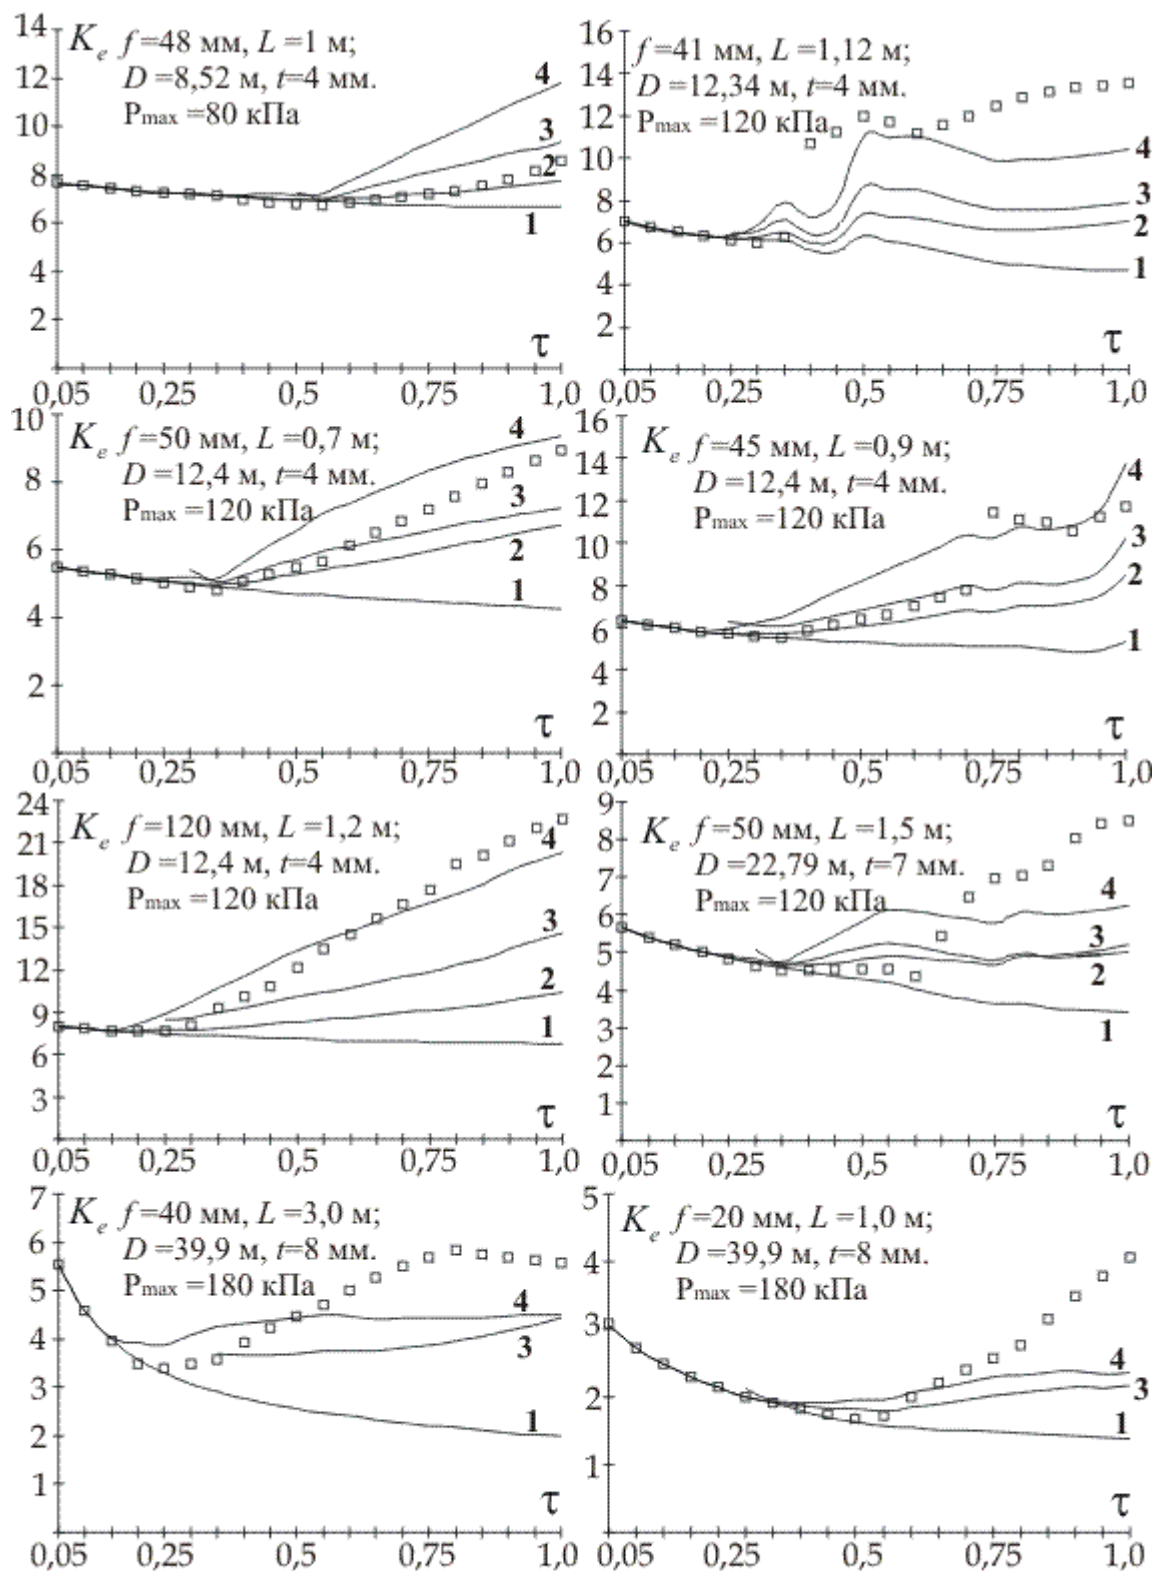 14
12
10
8
6
4
2
K_e f=48 мм, L=1 м;
D=8,52 м, t=4 мм.
Pmax=80 кПа
4
3
2
1
τ
0,05 0,25 0,5 0,75 1,0
16
14
12
10
8
6
4
2
f=41 мм, L=1,12 м;
D=12,34 м, t=4 мм.
Pmax=120 кПа
4
3
2
1
τ
0,05 0,25 0,5 0,75 1,0
10
8
6
4
2
K_e f=50 мм, L=0,7 м;
D=12,4 м, t=4 мм.
Pmax=120 кПа
4
3
2
1
τ
0,05 0,25 0,5 0,75 1,0
16
14
12
10
8
6
4
2
K_e f=45 мм, L=0,9 м;
D=12,4 м, t=4 мм.
Pmax=120 кПа
4
3
2
1
τ
0,05 0,25 0,5 0,75 1,0
24
21
18
15
12
9
6
3
K_e f=120 мм, L=1,2 м;
D=12,4 м, t=4 мм.
Pmax=120 кПа
4
3
2
1
τ
0,05 0,25 0,5 0,75 1,0
9
8
7
6
5
4
3
2
1
K_e f=50 мм, L=1,5 м;
D=22,79 м, t=7 мм.
Pmax=120 кПа
4
3
2
1
τ
0,05 0,25 0,5 0,75 1,0
7
6
5
4
3
2
1
K_e f=40 мм, L=3,0 м;
D=39,9 м, t=8 мм.
Pmax=180 кПа
4
3
1
τ
0,05 0,25 0,5 0,75 1,0
5
4
3
2
1
K_e f=20 мм, L=1,0 м;
D=39,9 м, t=8 мм.
Pmax=180 кПа
4
3
1
τ
0,05 0,25 0,5 0,75 1,0